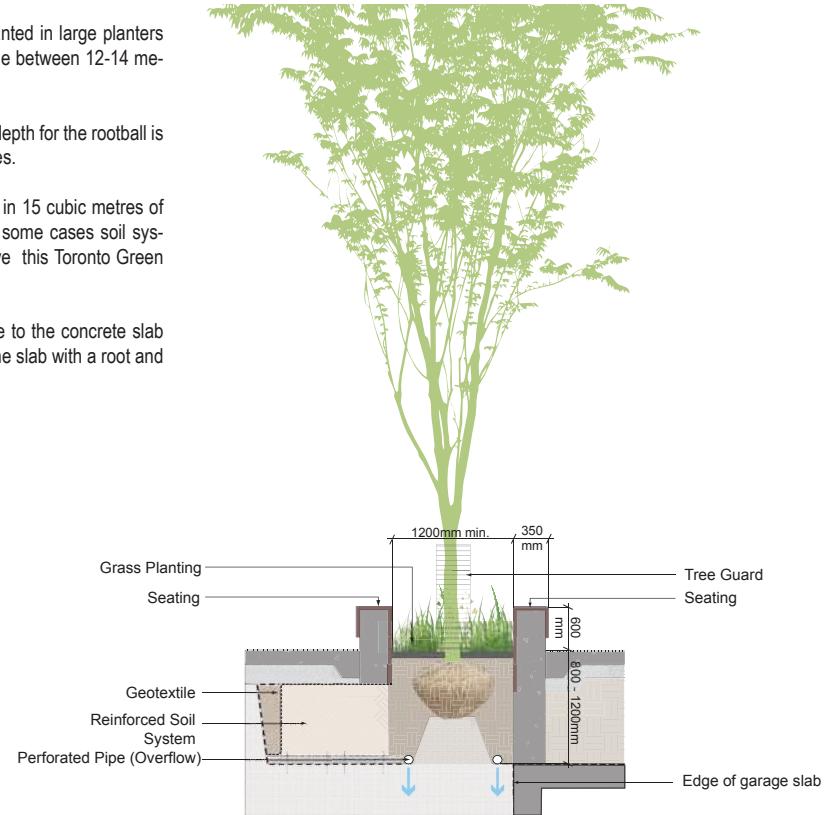 nted in large planters
e between 12-14 me-
depth for the rootball is
es.
in 15 cubic metres of
some cases soil sys-
ve this Toronto Green
e to the concrete slab
ne slab with a root and
1200mm min.
350
mm
Grass Planting
Tree Guard
Seating
Seating
600
mm
800 - 1200mm
Geotextile
Reinforced Soil
System
Perforated Pipe (Overflow)
Edge of garage slab